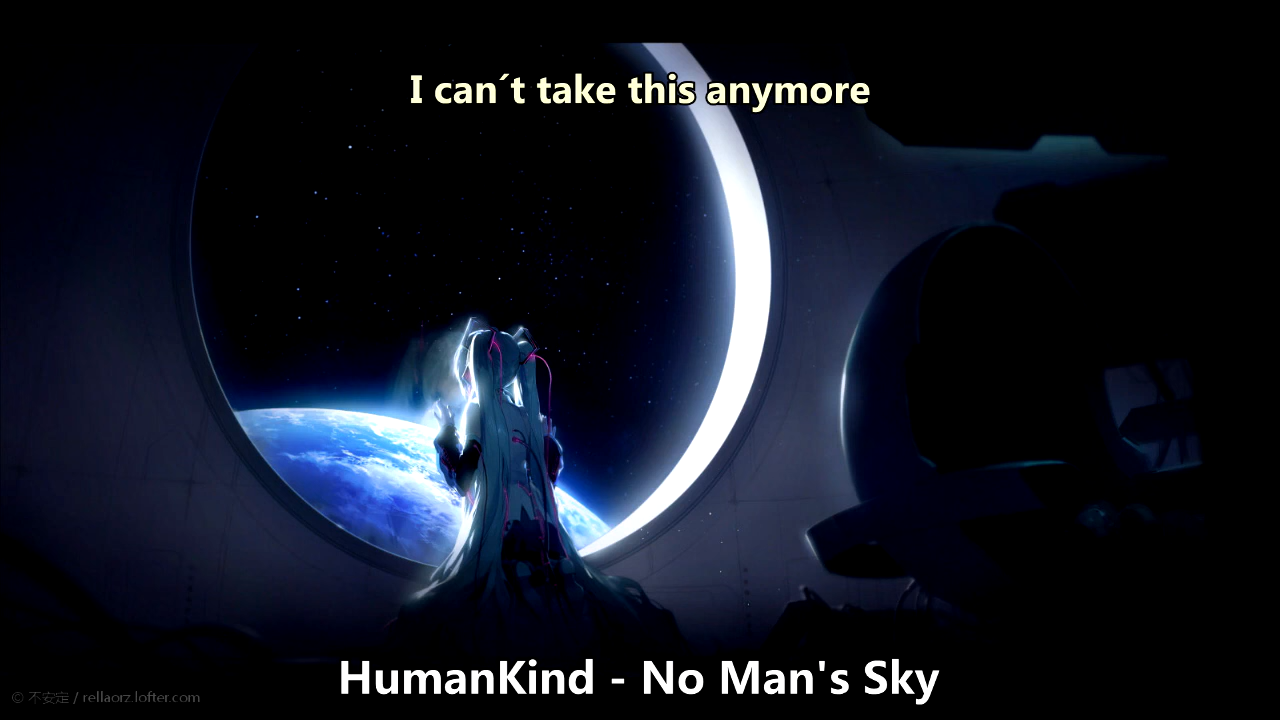 I can´t take this anymore
HumanKind - No Man's Sky
© 不安定 / rellaorz.lofter.com